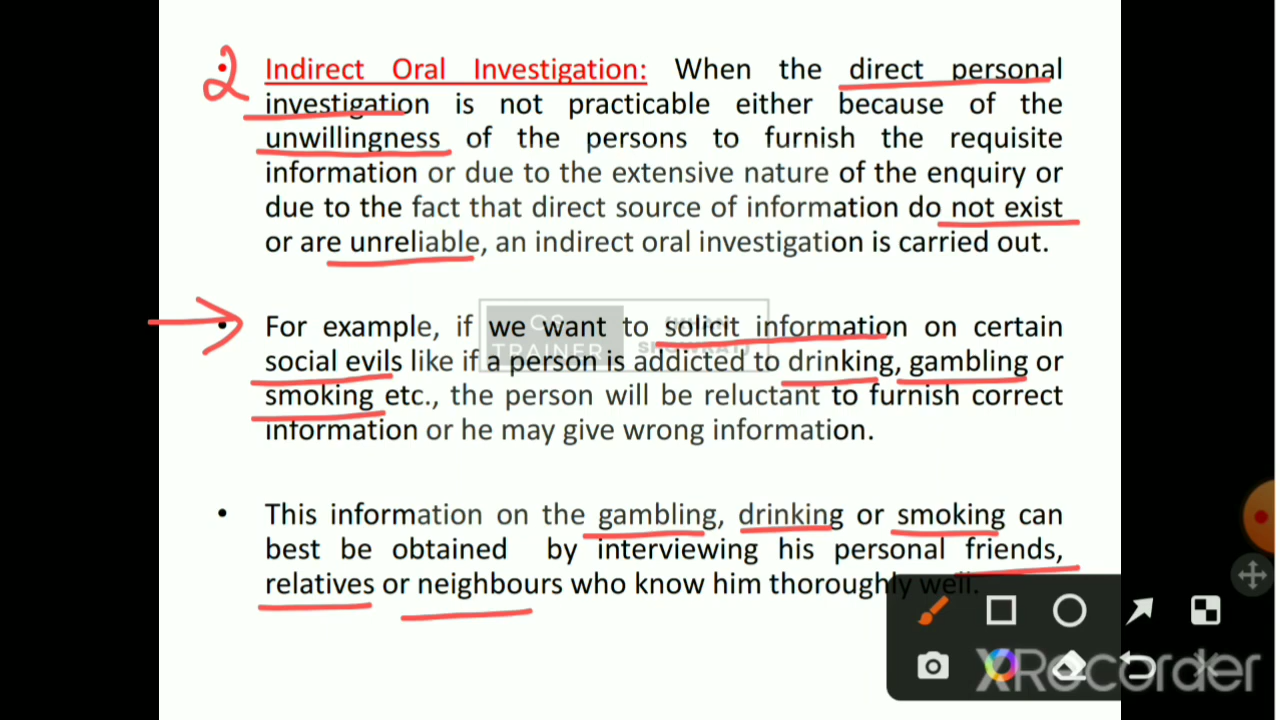 2
Indirect Oral Investigation: When the direct personal
investigation is not practicable either because of the
unwillingness of the persons to furnish the requisite
information or due to the extensive nature of the enquiry or
due to the fact that direct source of information do not exist
or are unreliable, an indirect oral investigation is carried out.
• For example, if we want to solicit information on certain
social evils like if a person is addicted to drinking, gambling or
smoking etc., the person will be reluctant to furnish correct
information or he may give wrong information.
• This information on the gambling, drinking or smoking can
best be obtained by interviewing his personal friends,
relatives or neighbours who know him thoroughly well.
CS
TRAINER
XRecorder